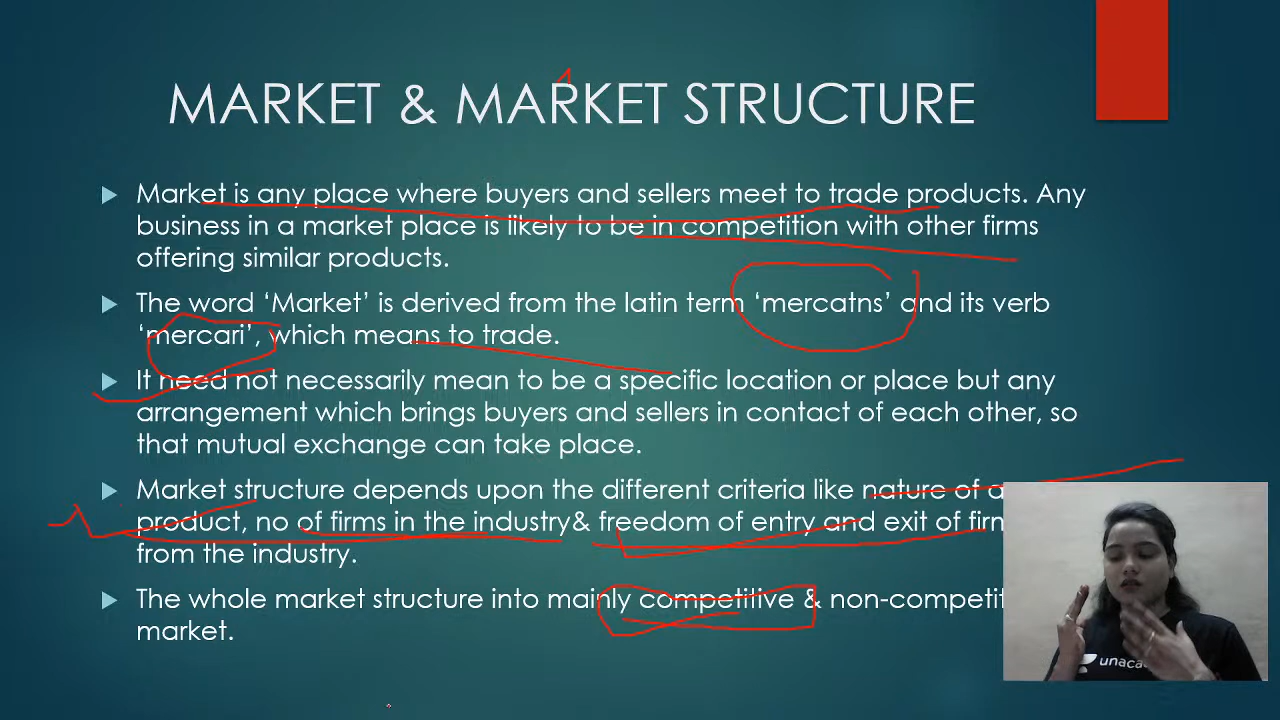 MARKET & MARKET STRUCTURE
Market is any place where buyers and sellers meet to trade products. Any
business in a market place is likely to be in competition with other firms
offering similar products.
The word ‘Market’ is derived from the latin term ‘mercatns’ and its verb
‘mercari’, which means to trade.
It need not necessarily mean to be a specific location or place but any
arrangement which brings buyers and sellers in contact of each other, so
that mutual exchange can take place.
Market structure depends upon the different criteria like nature of a
product, no of firms in the industry& freedom of entry and exit of
from the industry.
The whole market structure into mainly competitive &
market.